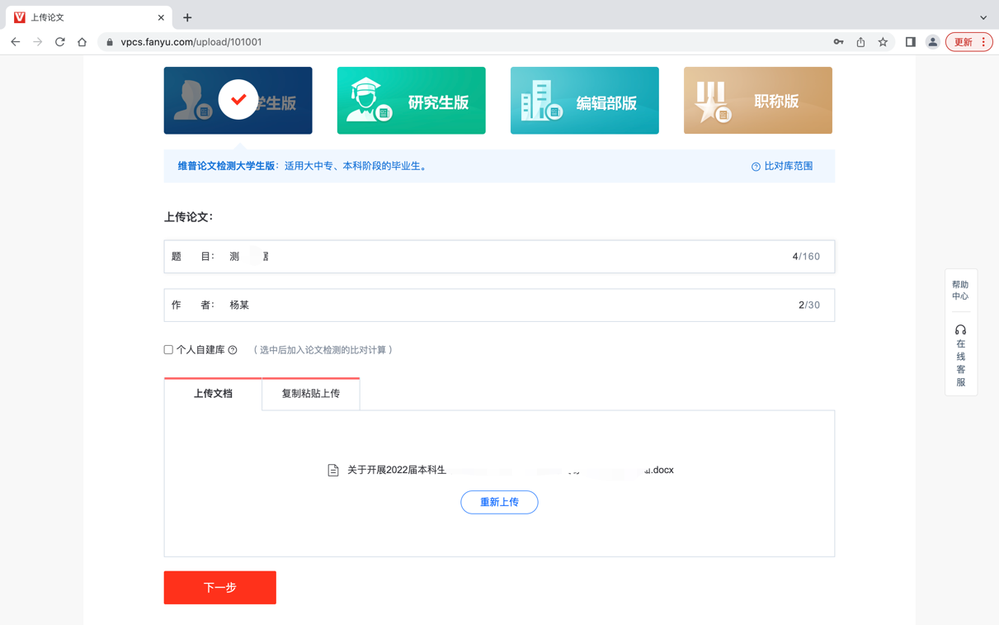 上传论文
vpcs.fanyu.com/upload/101001
更新
学生版
研究生版
编辑部版
职称版
维普论文检测大学生版：适用大中专、本科阶段的毕业生。
比对库范围
上传论文：
题 目： 测
4/160
作 者： 杨某
2/30
个人自建库 （选中后加入论文检测的比对计算）
上传文档 复制粘贴上传
关于开展2022届本科生 .docx
重新上传
下一步
帮助
中心
在
线
客
服